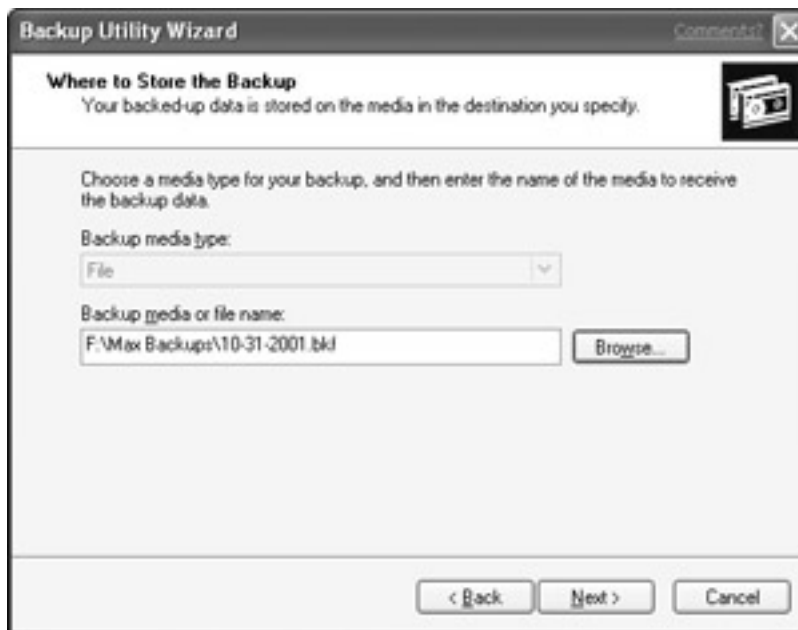 Backup Utility Wizard
Comments?
Where to Store the Backup
Your backed-up data is stored on the media in the destination you specify.
Choose a media type for your backup, and then enter the name of the media to receive
the backup data.
Backup media type:
File
Backup media or file name:
F:\Max Backups\10-31-2001.bkf
Browse...
< Back
Next >
Cancel